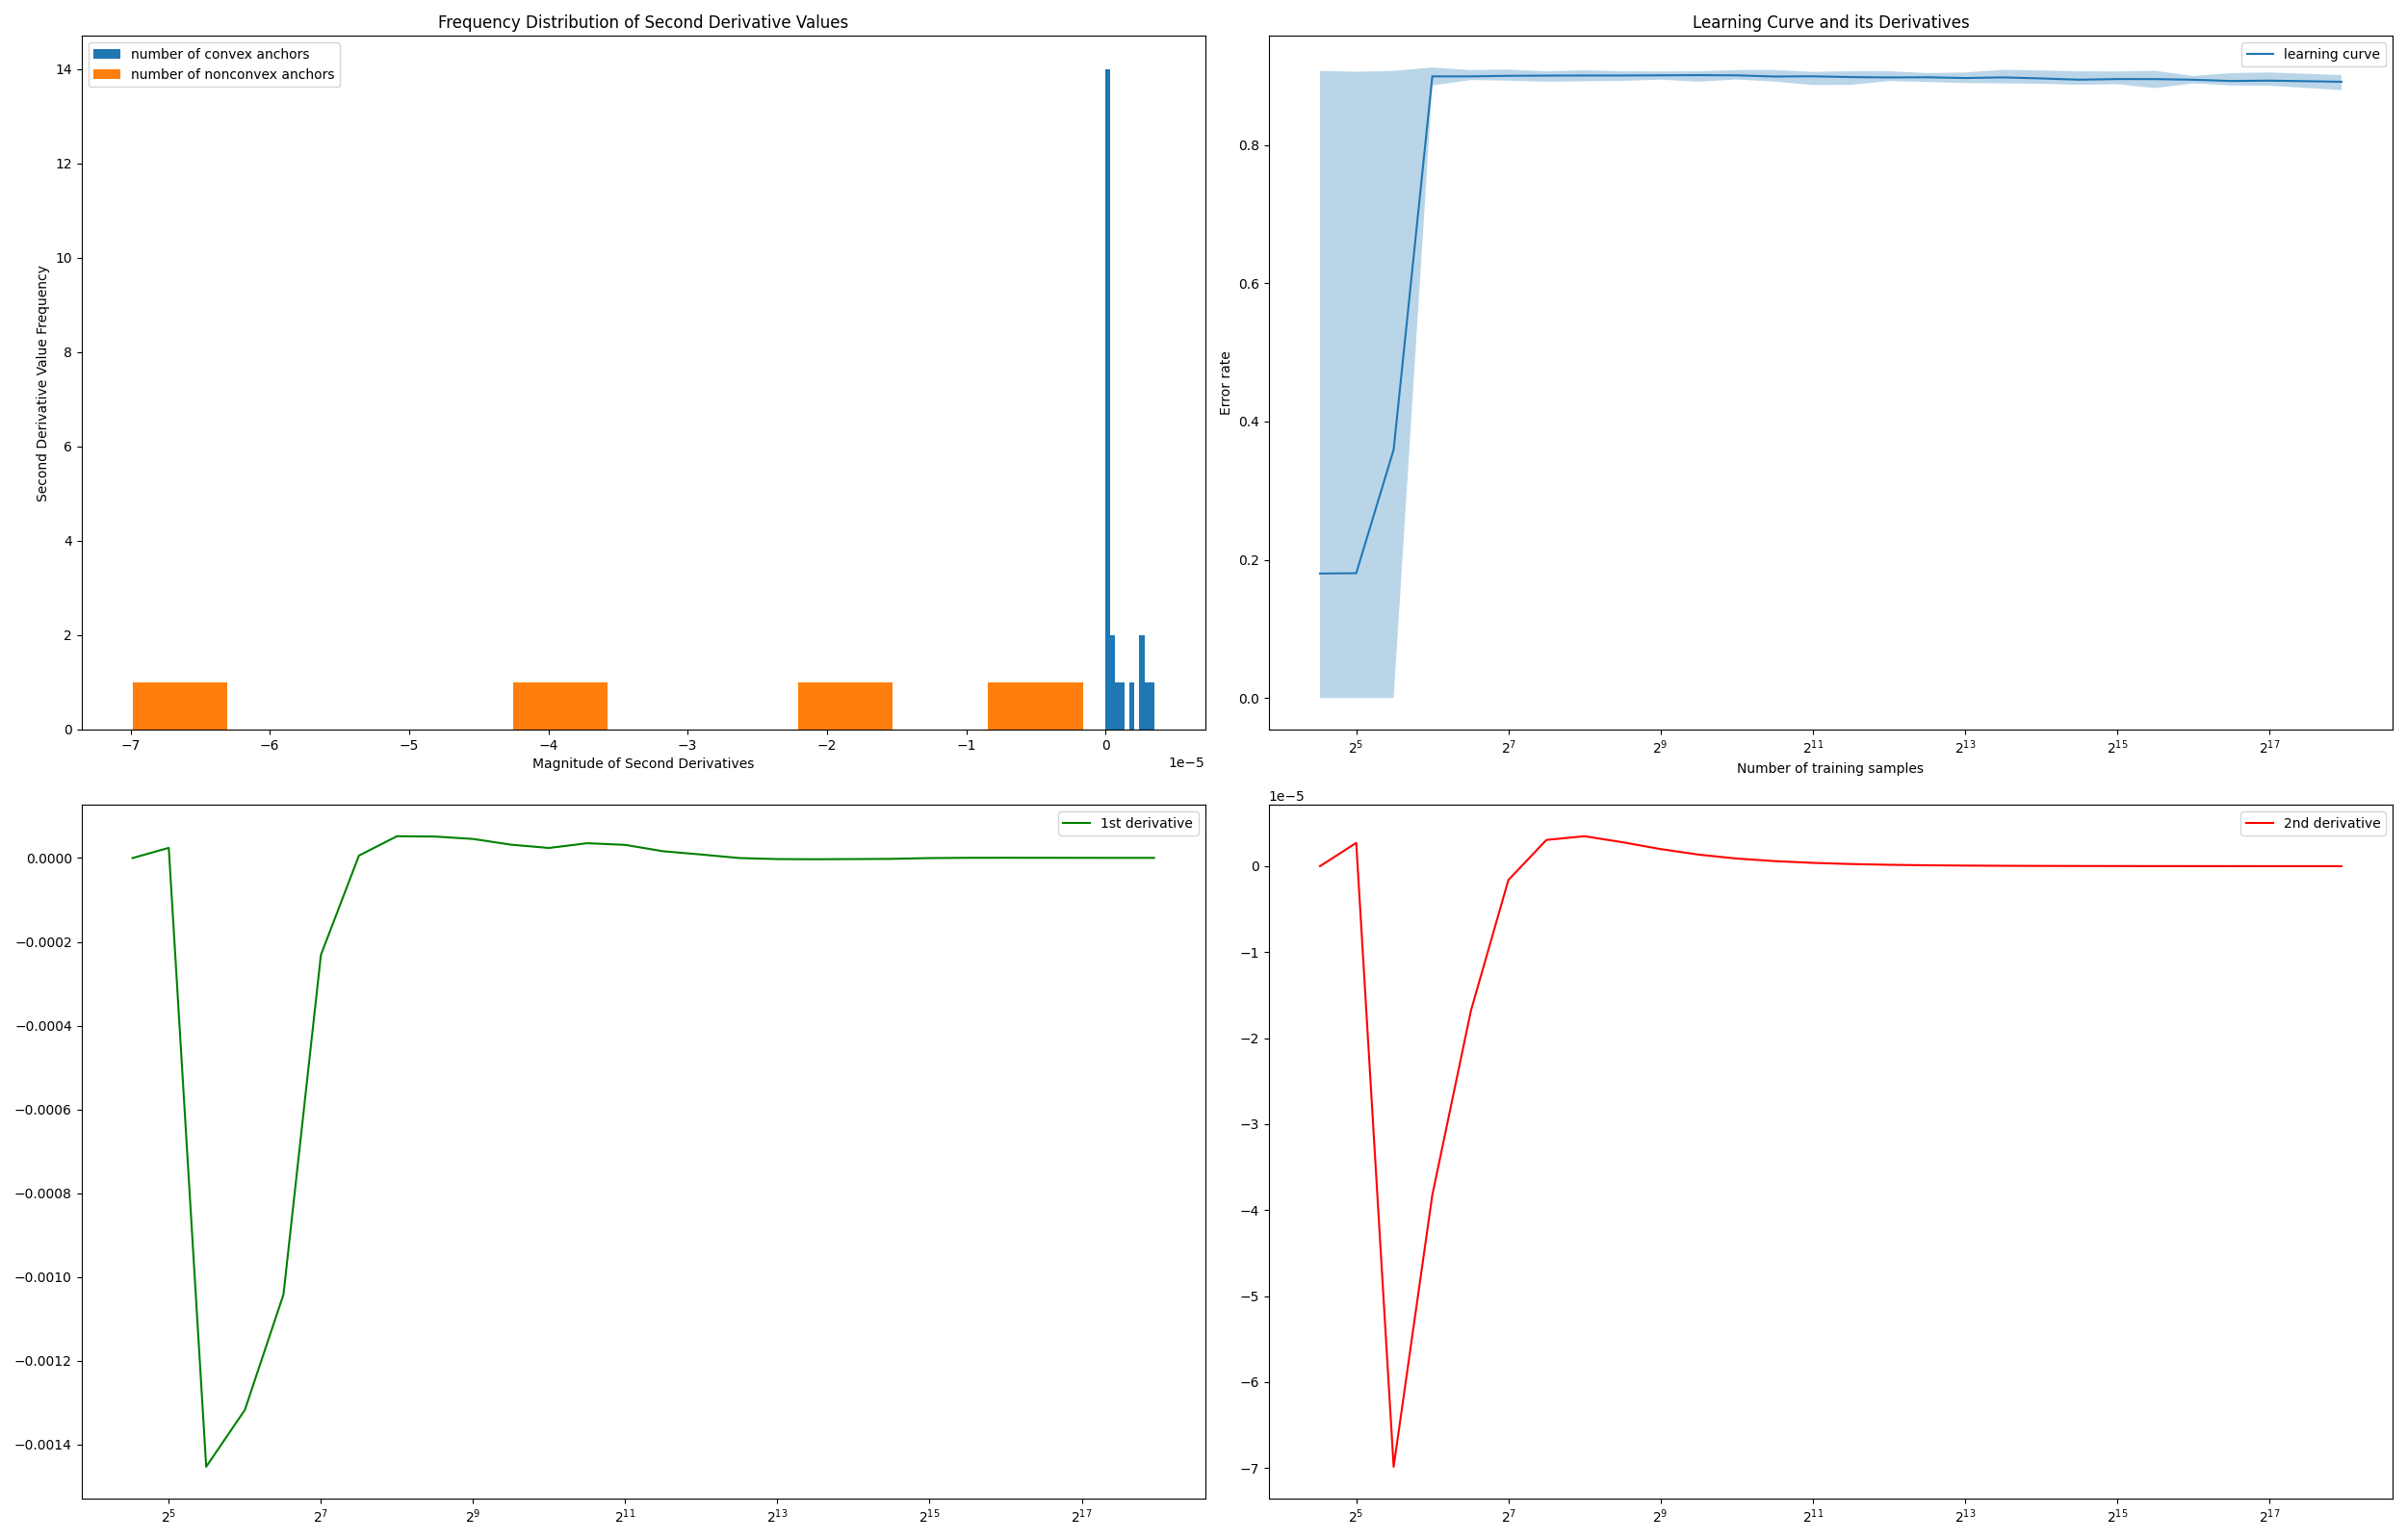 Frequency Distribution of Second Derivative Values
number of convex anchors
number of nonconvex anchors
Second Derivative Value Frequency
14
12
10
8
6
4
2
0
−7 −6 −5 −4 −3 −2 −1 0
1e−5
Magnitude of Second Derivatives
Learning Curve and its Derivatives
learning curve
Error rate
0.8
0.6
0.4
0.2
0.0
2^5 2^7 2^9 2^11 2^13 2^15 2^17
Number of training samples
1st derivative
0.0000
−0.0002
−0.0004
−0.0006
−0.0008
−0.0010
−0.0012
−0.0014
2^5 2^7 2^9 2^11 2^13 2^15 2^17
1e−5
2nd derivative
0
−1
−2
−3
−4
−5
−6
−7
2^5 2^7 2^9 2^11 2^13 2^15 2^17